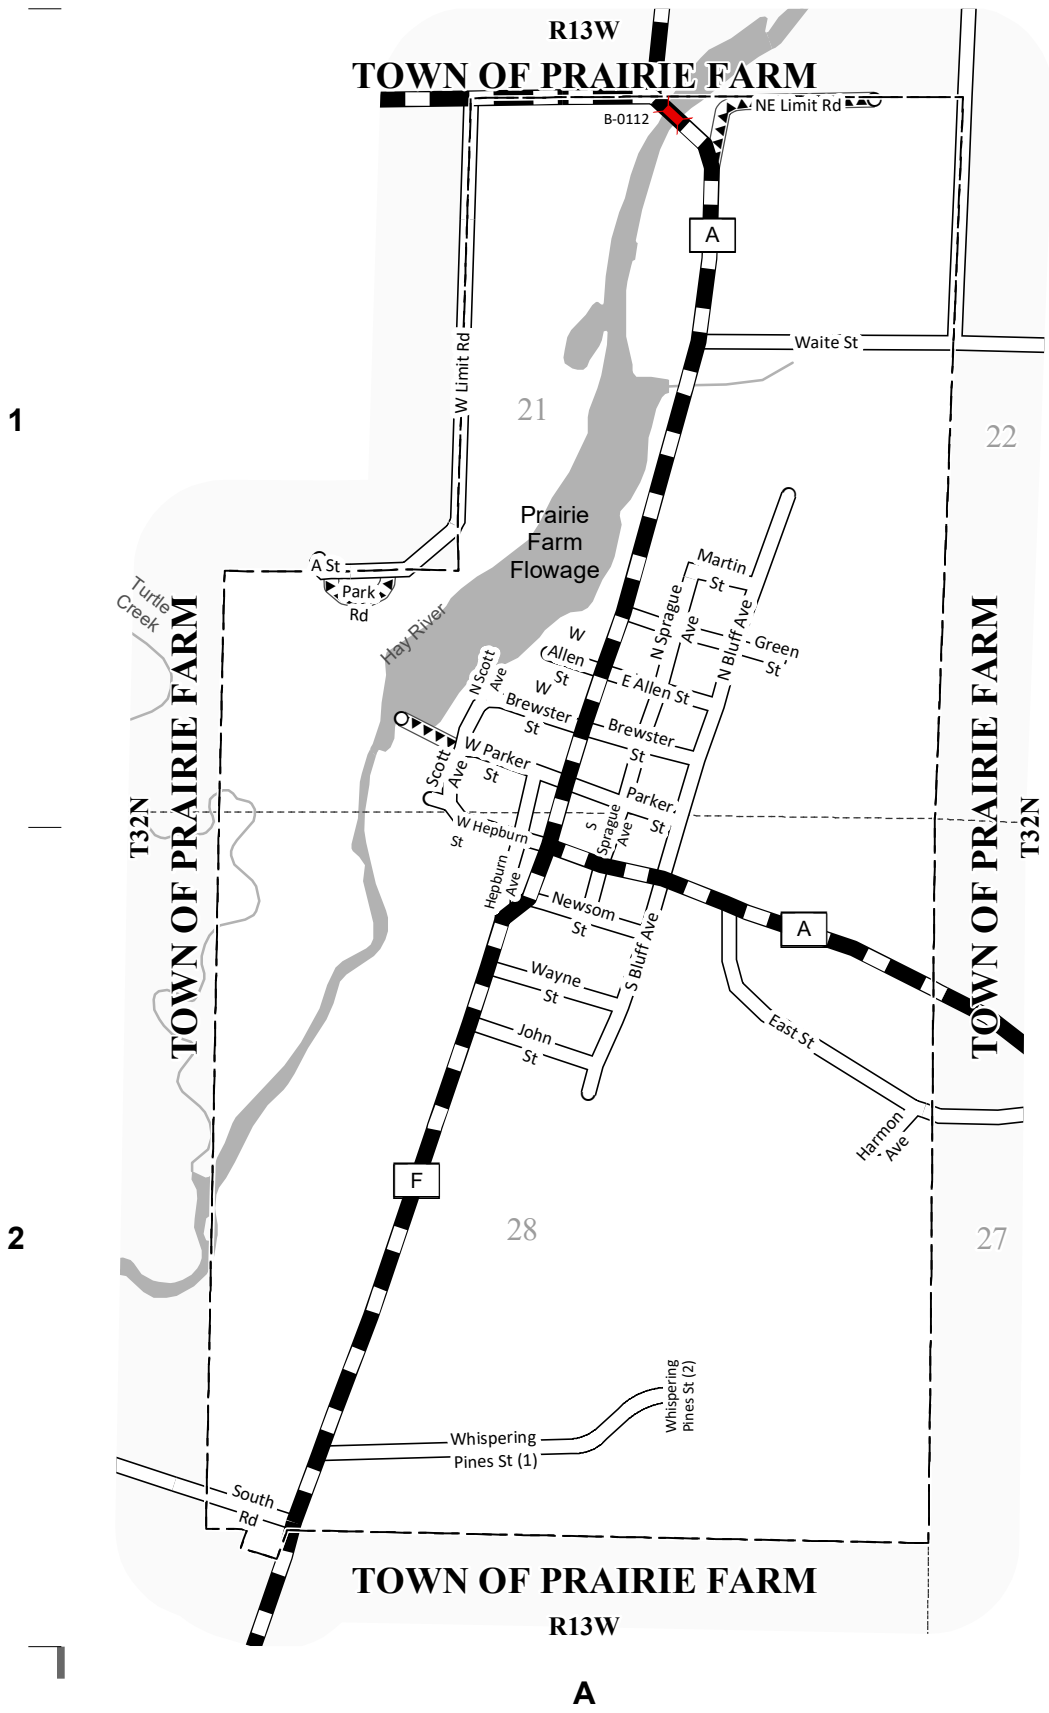 R13W
TOWN OF PRAIRIE FARM
B-0112
NE Limit Rd
A
Waite St
W Limit Rd
1
21
22
Prairie
Farm
Flowage
A St
Park
Rd
Turtle
Creek
Hay River
Martin
St
N Sprague
Ave
N Bluff Ave
Green
St
W
Allen
St
E Allen St
N Scott
Ave
W
Brewster
St
Brewster
St
W Parker
St
Scott
Ave
Parker
St
S
Sprague
Ave
W Hepburn
St
Hepburn
Ave
Newsom
St
S Bluff Ave
A
Wayne
St
John
St
East St
Harmon
Ave
TOWN OF PRAIRIE FARM
T32N
TOWN OF PRAIRIE FARM
T32N
F
2
28
27
Whispering
Pines St (2)
Whispering
Pines St (1)
South
Rd
TOWN OF PRAIRIE FARM
R13W
A